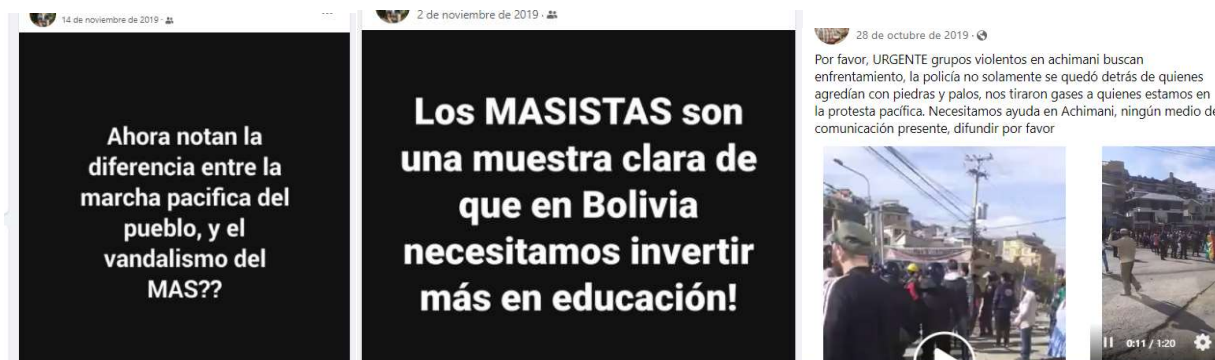 14 de noviembre de 2019 ·
Ahora notan la
diferencia entre la
marcha pacifica del
pueblo, y el
vandalismo del
MAS??
2 de noviembre de 2019 ·
Los MASISTAS son
una muestra clara de
que en Bolivia
necesitamos invertir
más en educación!
28 de octubre de 2019 ·
Por favor, URGENTE grupos violentos en achimani buscan
enfrentamiento, la policía no solamente se quedó detrás de quienes
agredían con piedras y palos, nos tiraron gases a quienes estamos en
la protesta pacífica. Necesitamos ayuda en Achimani, ningún medio de
comunicación presente, difundir por favor
0:11 / 1:20